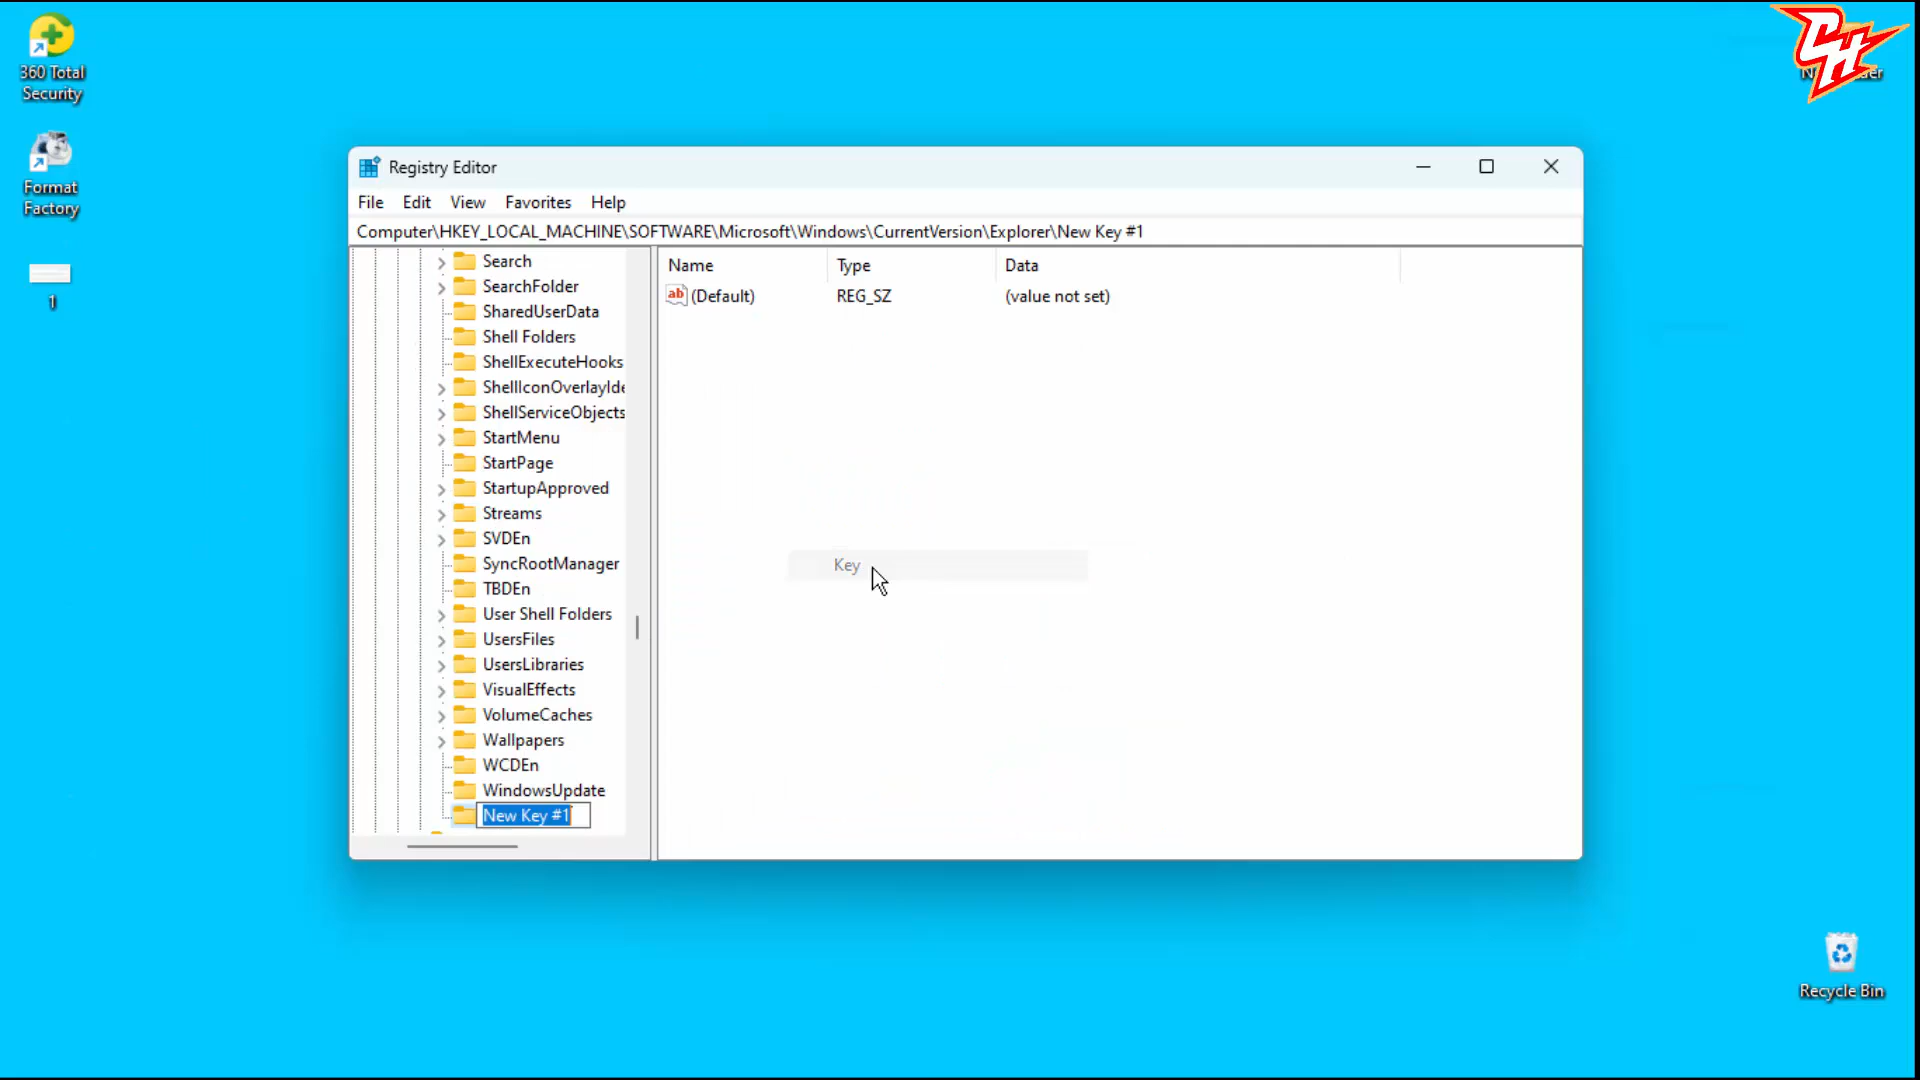 360 Total
Security
Format
Factory
1
CH
Registry Editor
File Edit View Favorites Help
Computer\HKEY_LOCAL_MACHINE\SOFTWARE\Microsoft\Windows\CurrentVersion\Explorer\New Key #1
Search
SearchFolder
SharedUserData
Shell Folders
ShellExecuteHooks
ShellIconOverlayIde
ShellServiceObjects
StartMenu
StartPage
StartupApproved
Streams
SVDEn
SyncRootManager
TBDEn
User Shell Folders
UsersFiles
UsersLibraries
VisualEffects
VolumeCaches
Wallpapers
WCDEn
WindowsUpdate
New Key #1
Name Type Data
ab (Default) REG_SZ (value not set)
Key
Recycle Bin